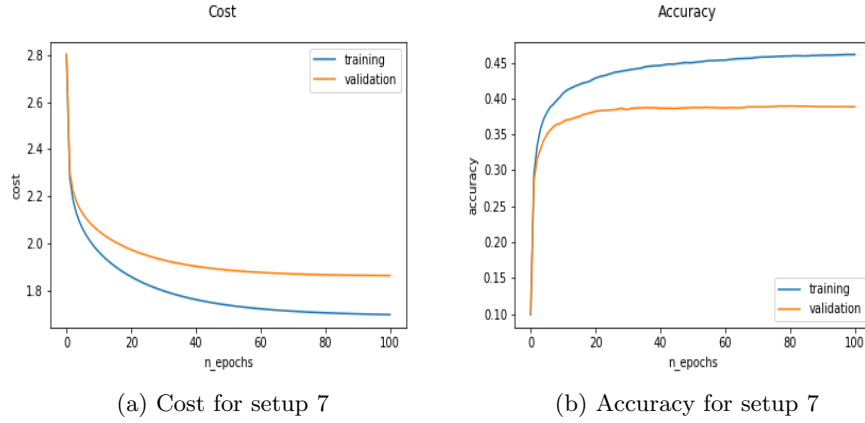 Cost
2.8
2.6
2.4
2.2
2.0
1.8
cost
0 20 40 60 80 100
n_epochs
training
validation
(a) Cost for setup 7
Accuracy
0.45
0.40
0.35
0.30
0.25
0.20
0.15
0.10
accuracy
0 20 40 60 80 100
n_epochs
training
validation
(b) Accuracy for setup 7